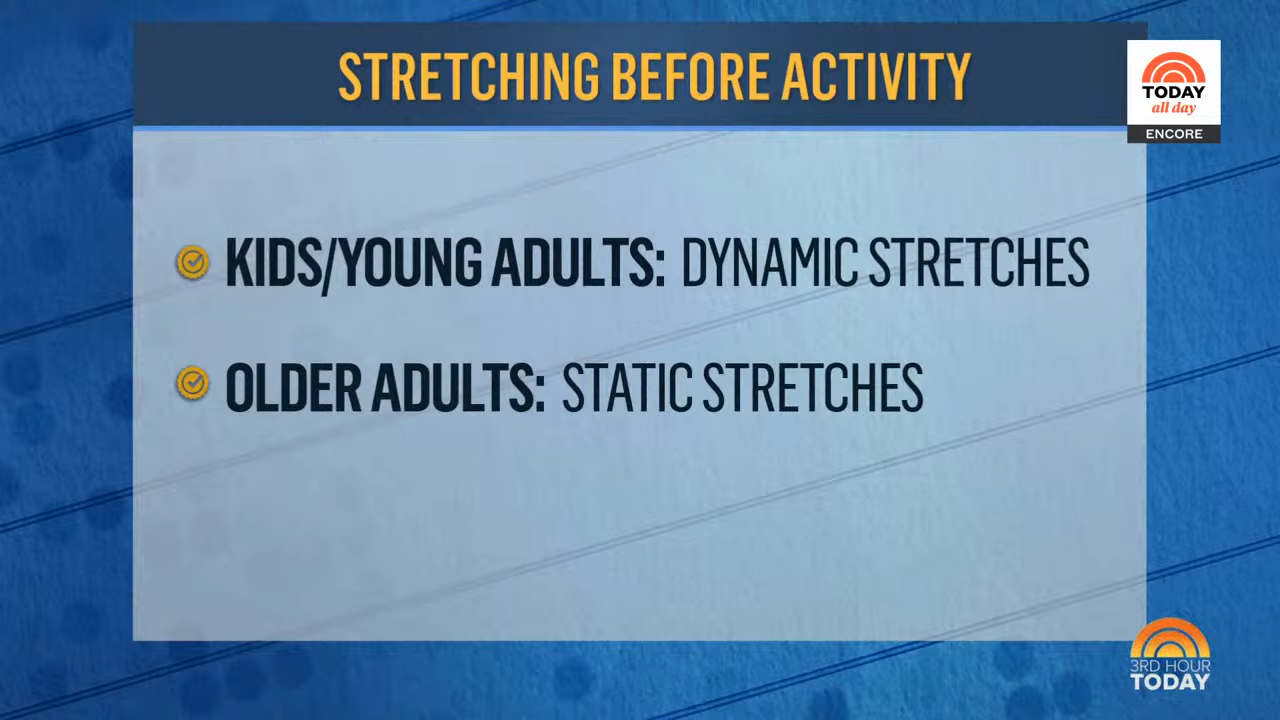 STRETCHING BEFORE ACTIVITY
TODAY
all day
ENCORE
KIDS/YOUNG ADULTS: DYNAMIC STRETCHES
OLDER ADULTS: STATIC STRETCHES
3RD HOUR
TODAY